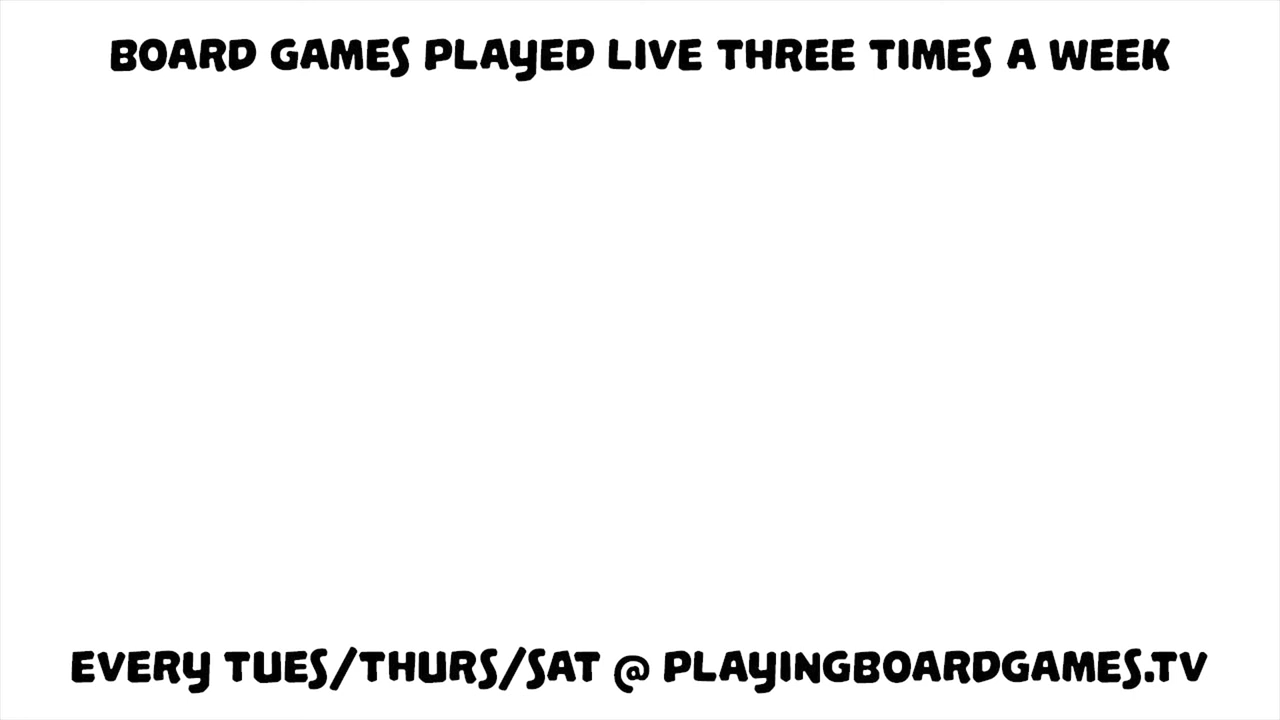 BOARD GAMES PLAYED LIVE THREE TIMES A WEEK
EVERY TUES/THURS/SAT @ PLAYINGBOARDGAMES.TV